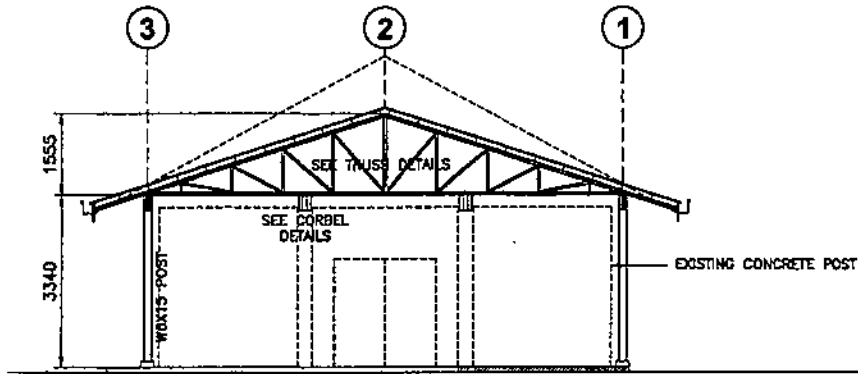 3
2
1
1555
SEE TRUSS DETAILS
SEE CORBEL
DETAILS
3340
W8X15 POST
EXISTING CONCRETE POST